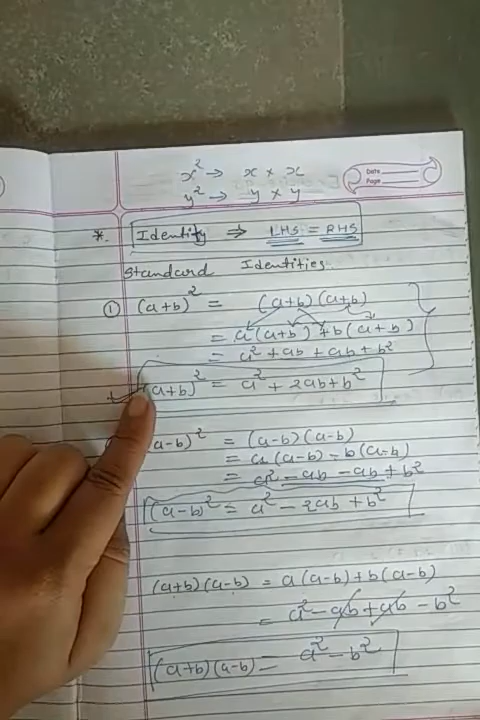 x² → x × x
y² → y × y
Date
Page
*. Identity ⇒ LHS = RHS
Standard Identities
① (a+b)² = (a+b)(a+b)
= a(a+b) + b(a+b)
= a² + ab + ab + b²
(a+b)² = a² + 2ab + b²
(a-b)² = (a-b)(a-b)
= a(a-b) - b(a-b)
= a² - ab - ab + b²
(a-b)² = a² - 2ab + b²
(a+b)(a-b) = a(a-b) + b(a-b)
= a² - ab + ab - b²
(a+b)(a-b) = a² - b²